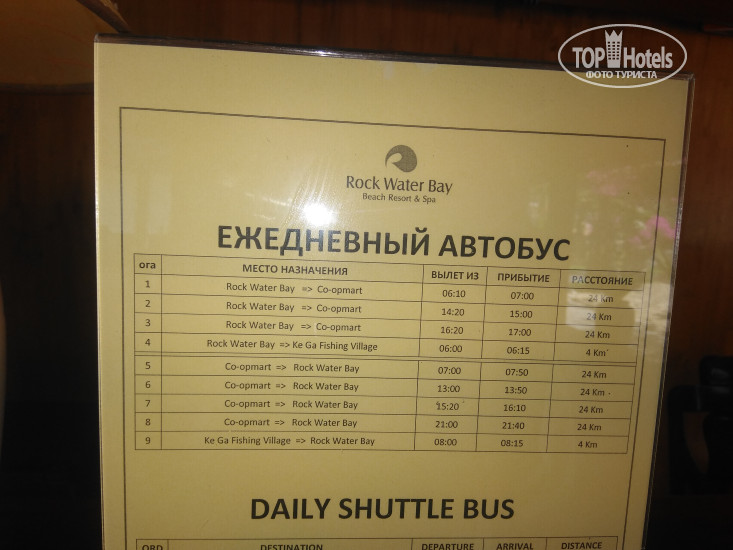 TOP Hotels
ФОТО ТУРИСТА
Rock Water Bay
Beach Resort & Spa
ЕЖЕДНЕВНЫЙ АВТОБУС
ога МЕСТО НАЗНАЧЕНИЯ ВЫЛЕТ ИЗ ПРИБЫТИЕ РАССТОЯНИЕ
1 Rock Water Bay => Co-opmart 06:10 07:00 24 Km
2 Rock Water Bay => Co-opmart 14:20 15:00 24 Km
3 Rock Water Bay => Co-opmart 16:20 17:00 24 Km
4 Rock Water Bay => Ke Ga Fishing Village 06:00 06:15 4 Km
5 Co-opmart => Rock Water Bay 07:00 07:50 24 Km
6 Co-opmart => Rock Water Bay 13:00 13:50 24 Km
7 Co-opmart => Rock Water Bay 15:20 16:10 24 Km
8 Co-opmart => Rock Water Bay 21:00 21:40 24 Km
9 Ke Ga Fishing Village => Rock Water Bay 08:00 08:15 4 Km
DAILY SHUTTLE BUS
ORD DESTINATION DEPARTURE ARRIVAL DISTANCE